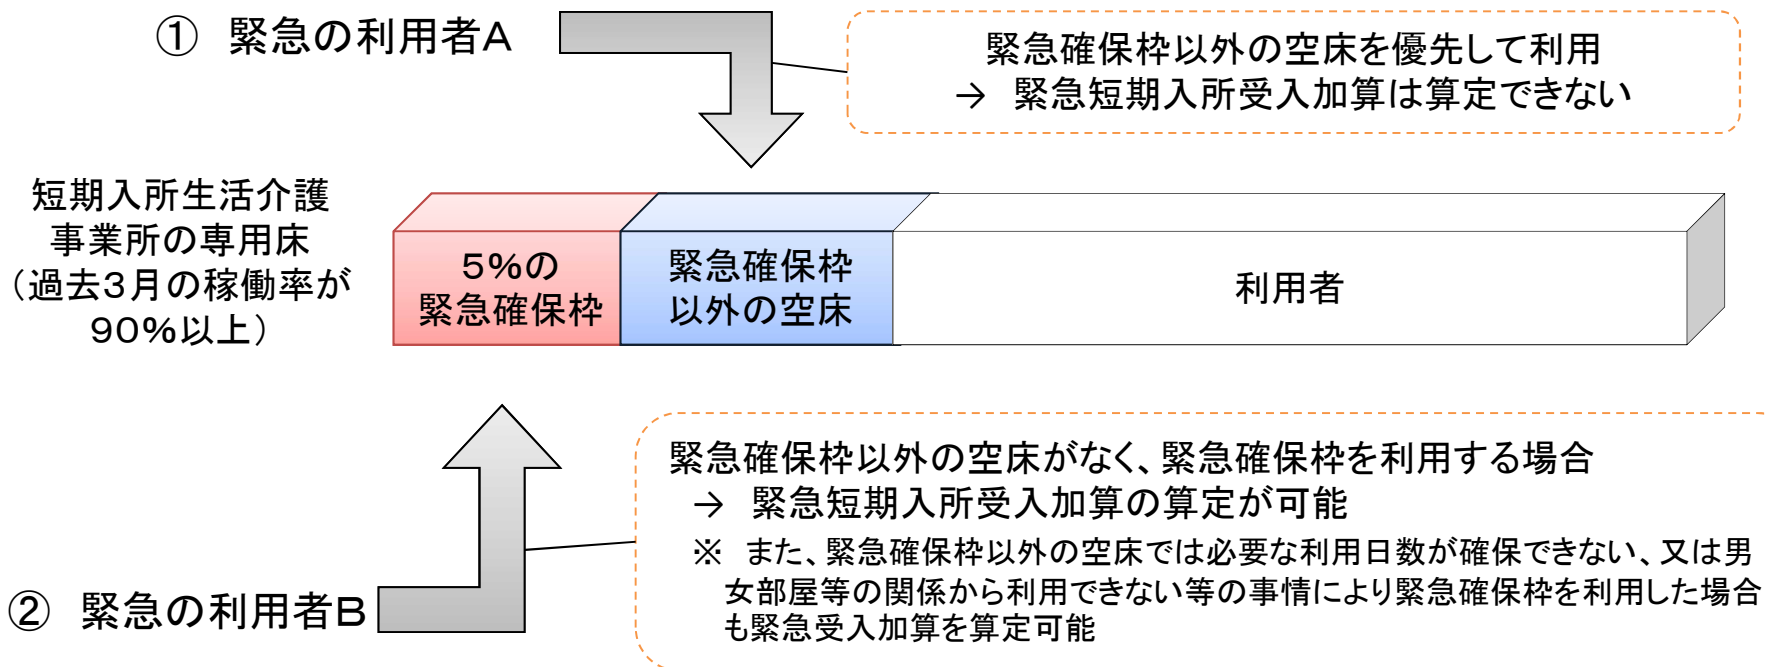 ① 緊急の利用者A
緊急確保枠以外の空床を優先して利用
→ 緊急短期入所受入加算は算定できない
短期入所生活介護
事業所の専用床
（過去3月の稼働率が
90%以上）
5%の
緊急確保枠
緊急確保枠
以外の空床
利用者
緊急確保枠以外の空床がなく、緊急確保枠を利用する場合
→ 緊急短期入所受入加算の算定が可能
※ また、緊急確保枠以外の空床では必要な利用日数が確保できない、又は男
女部屋等の関係から利用できない等の事情により緊急確保枠を利用した場合
も緊急受入加算を算定可能
② 緊急の利用者B